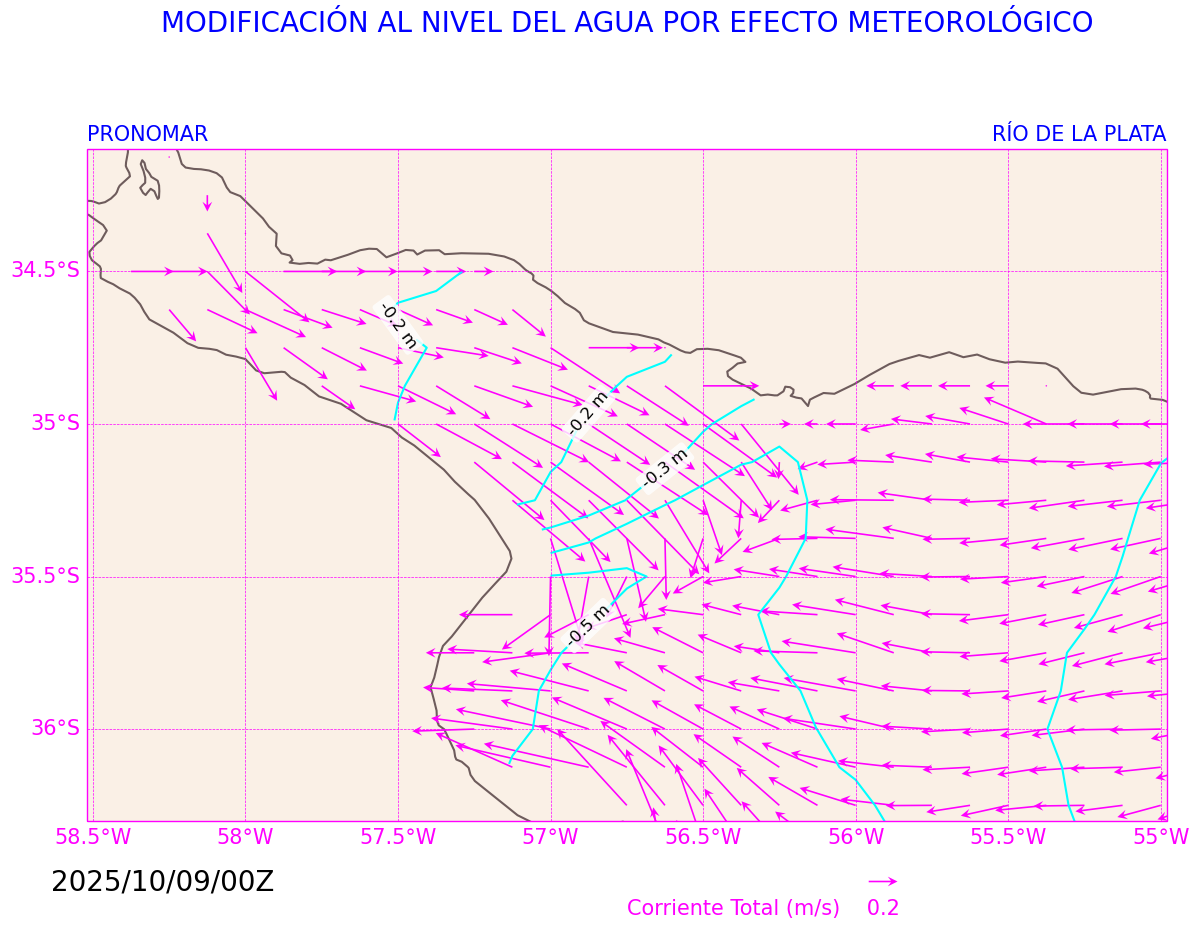 MODIFICACIÓN AL NIVEL DEL AGUA POR EFECTO METEOROLÓGICO
PRONOMAR
RÍO DE LA PLATA
34.5°S
-0.2 m
-0.2 m
35°S
-0.3 m
35.5°S
-0.5 m
36°S
58.5°W 58°W 57.5°W 57°W 56.5°W 56°W 55.5°W 55°W
2025/10/09/00Z
Corriente Total (m/s) 0.2